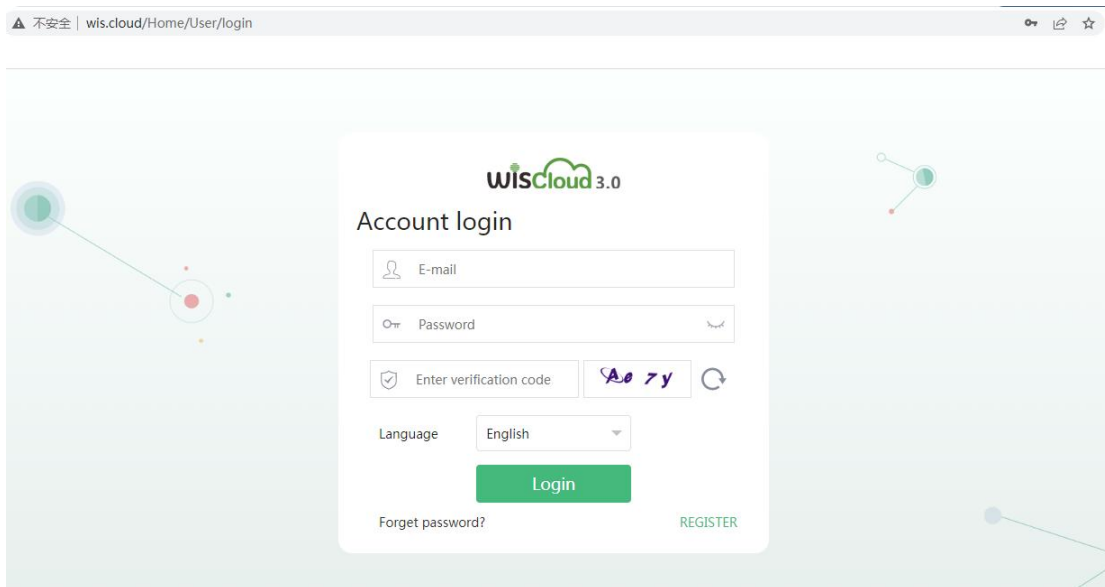 不安全 | wis.cloud/Home/User/login
wiscloud 3.0
Account login
E-mail
Password
Enter verification code
Ae7y
Language English
Login
Forget password? REGISTER